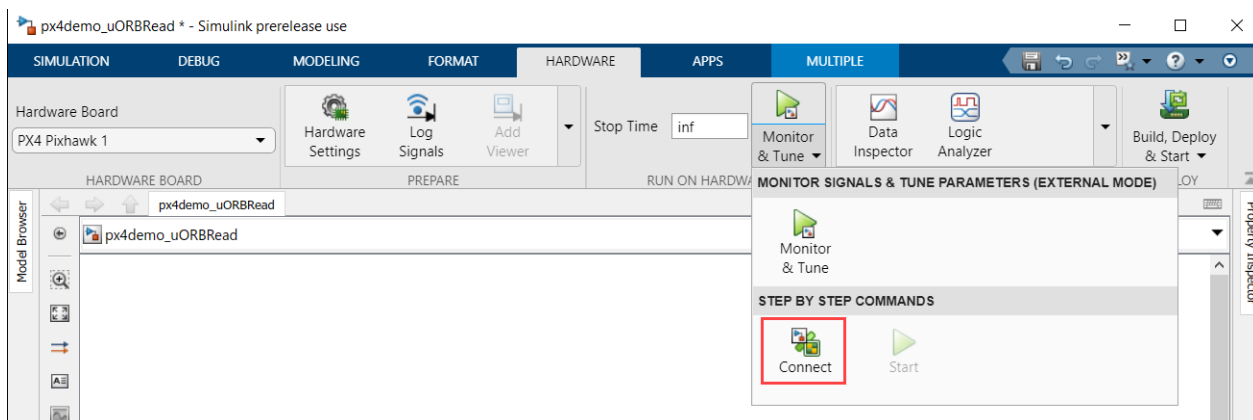 px4demo_uORBRead * - Simulink prerelease use
SIMULATION DEBUG MODELING FORMAT HARDWARE APPS MULTIPLE
Hardware Board
PX4 Pixhawk 1
Hardware Settings
Log Signals
Add Viewer
Stop Time inf
Monitor & Tune
Data Inspector
Logic Analyzer
Build, Deploy & Start
HARDWARE BOARD PREPARE RUN ON HARDWA LOY
MONITOR SIGNALS & TUNE PARAMETERS (EXTERNAL MODE)
Model Browser
px4demo_uORBRead
px4demo_uORBRead
Property Inspector
Monitor
& Tune
STEP BY STEP COMMANDS
Connect Start